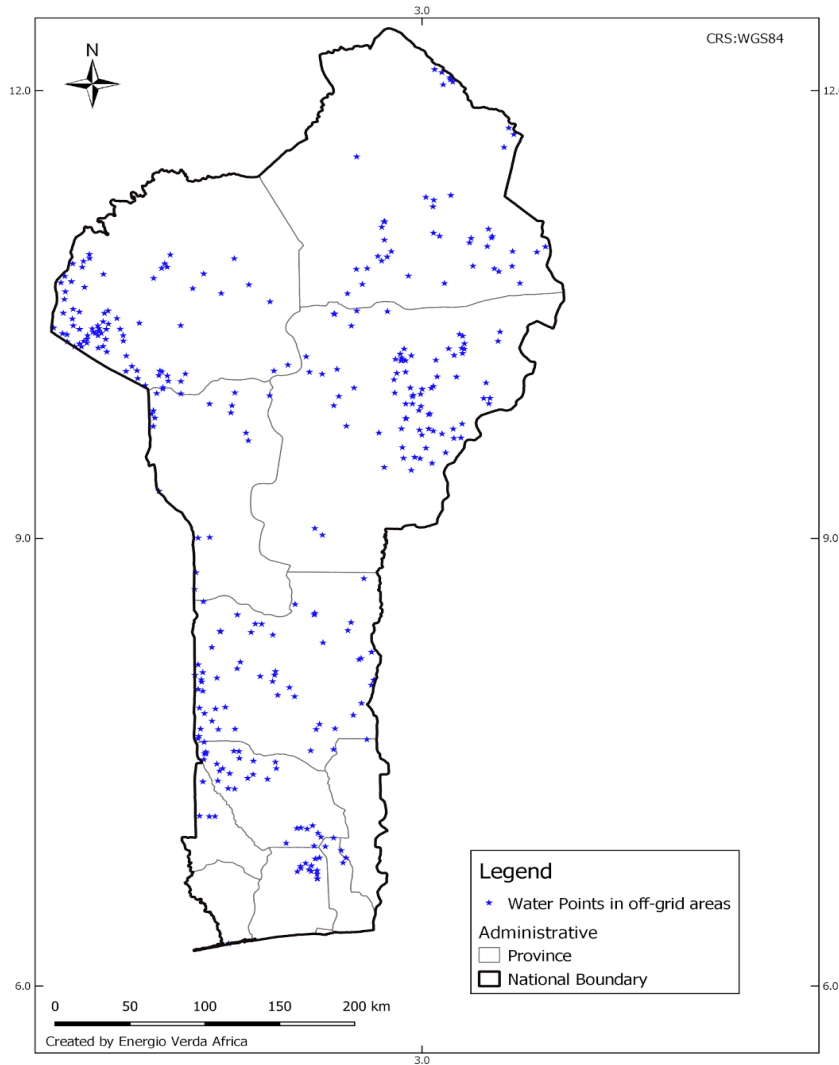 3.0
CRS:WGS84
N
12.0
12.0
9.0
9.0
Legend
Water Points in off-grid areas
Administrative
Province
National Boundary
6.0
6.0
0 50 100 150 200 km
Created by Energio Verda Africa
3.0